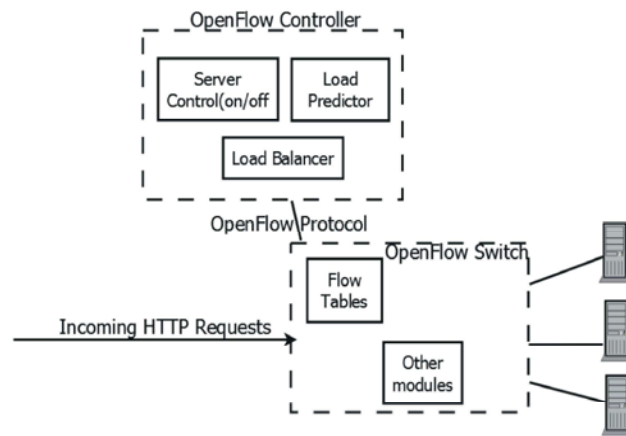 OpenFlow Controller
Server
Control(on/off
Load
Predictor
Load Balancer
OpenFlow Protocol
OpenFlow Switch
Flow
Tables
Incoming HTTP Requests
Other
modules